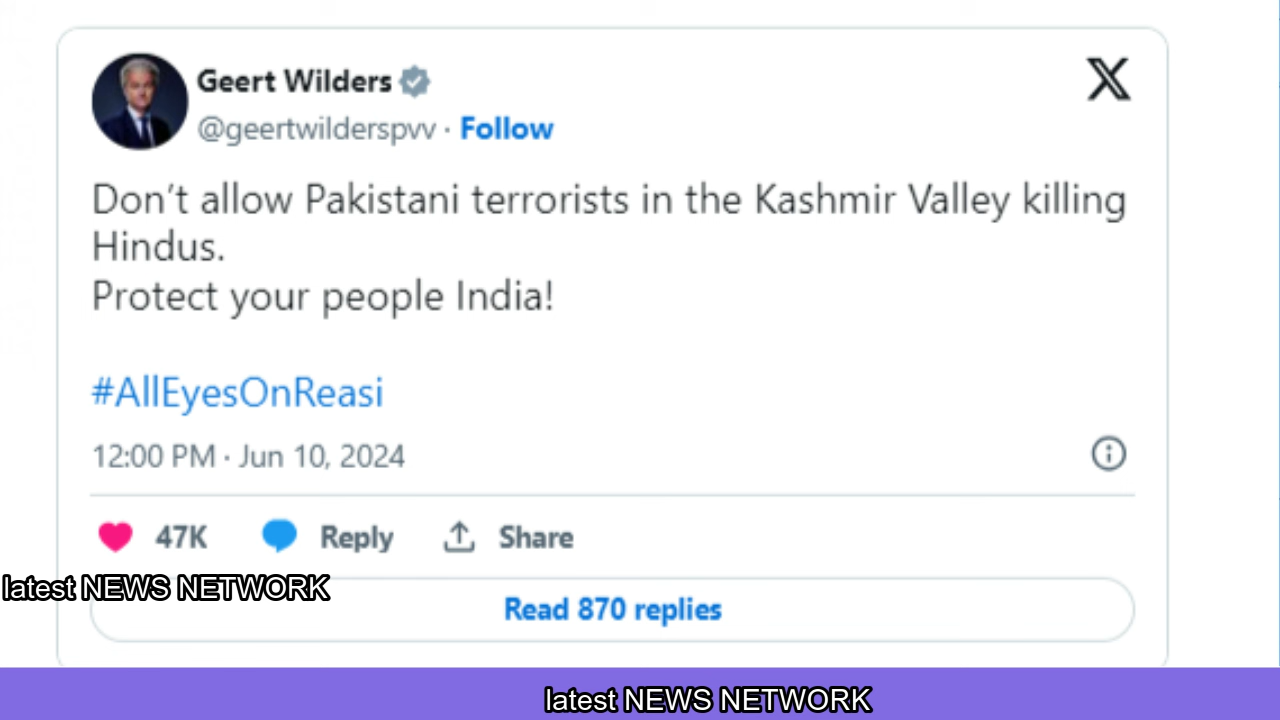 Geert Wilders
@geertwilderspvv · Follow
Don't allow Pakistani terrorists in the Kashmir Valley killing
Hindus.
Protect your people India!
#AllEyesOnReasi
12:00 PM · Jun 10, 2024
47K Reply Share
latest NEWS NETWORK
Read 870 replies
latest NEWS NETWORK